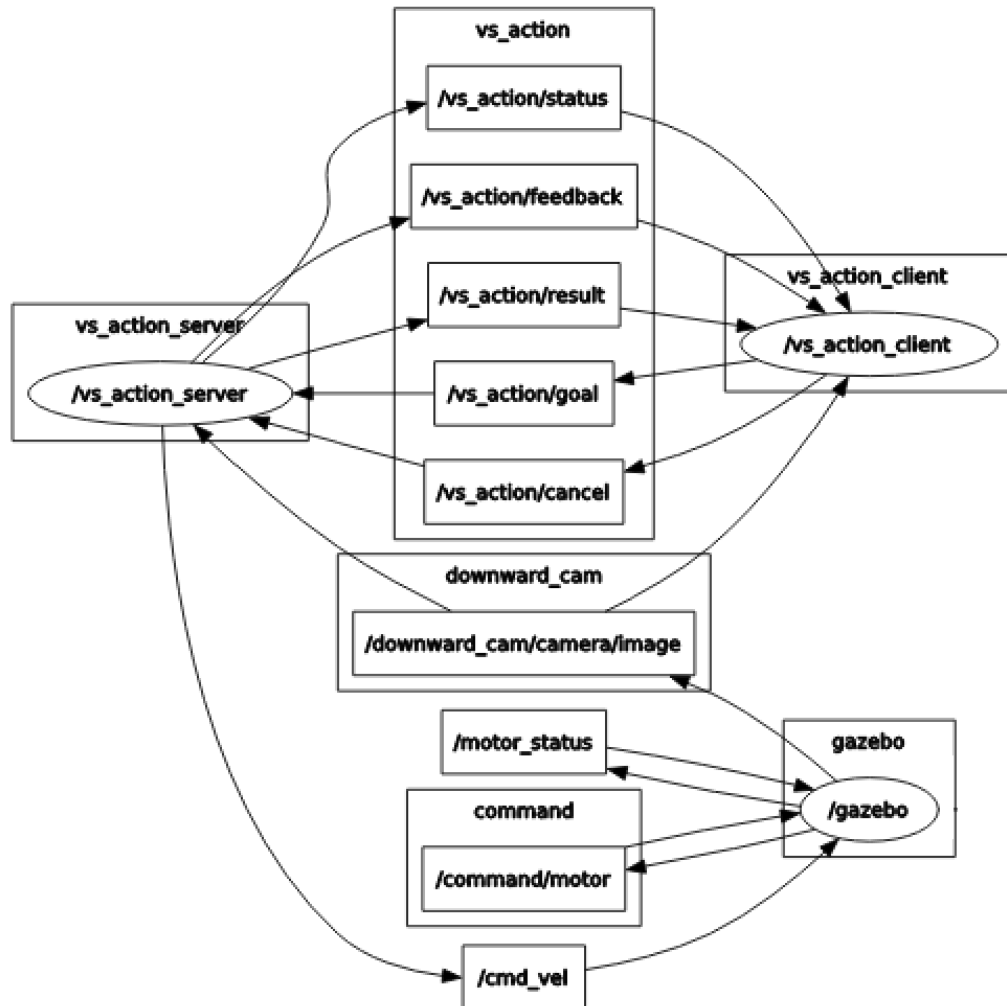 vs_action
/vs_action/status
/vs_action/feedback
/vs_action/result
/vs_action/goal
/vs_action/cancel
vs_action_client
/vs_action_client
vs_action_server
/vs_action_server
downward_cam
/downward_cam/camera/image
/motor_status
gazebo
/gazebo
command
/command/motor
/cmd_vel